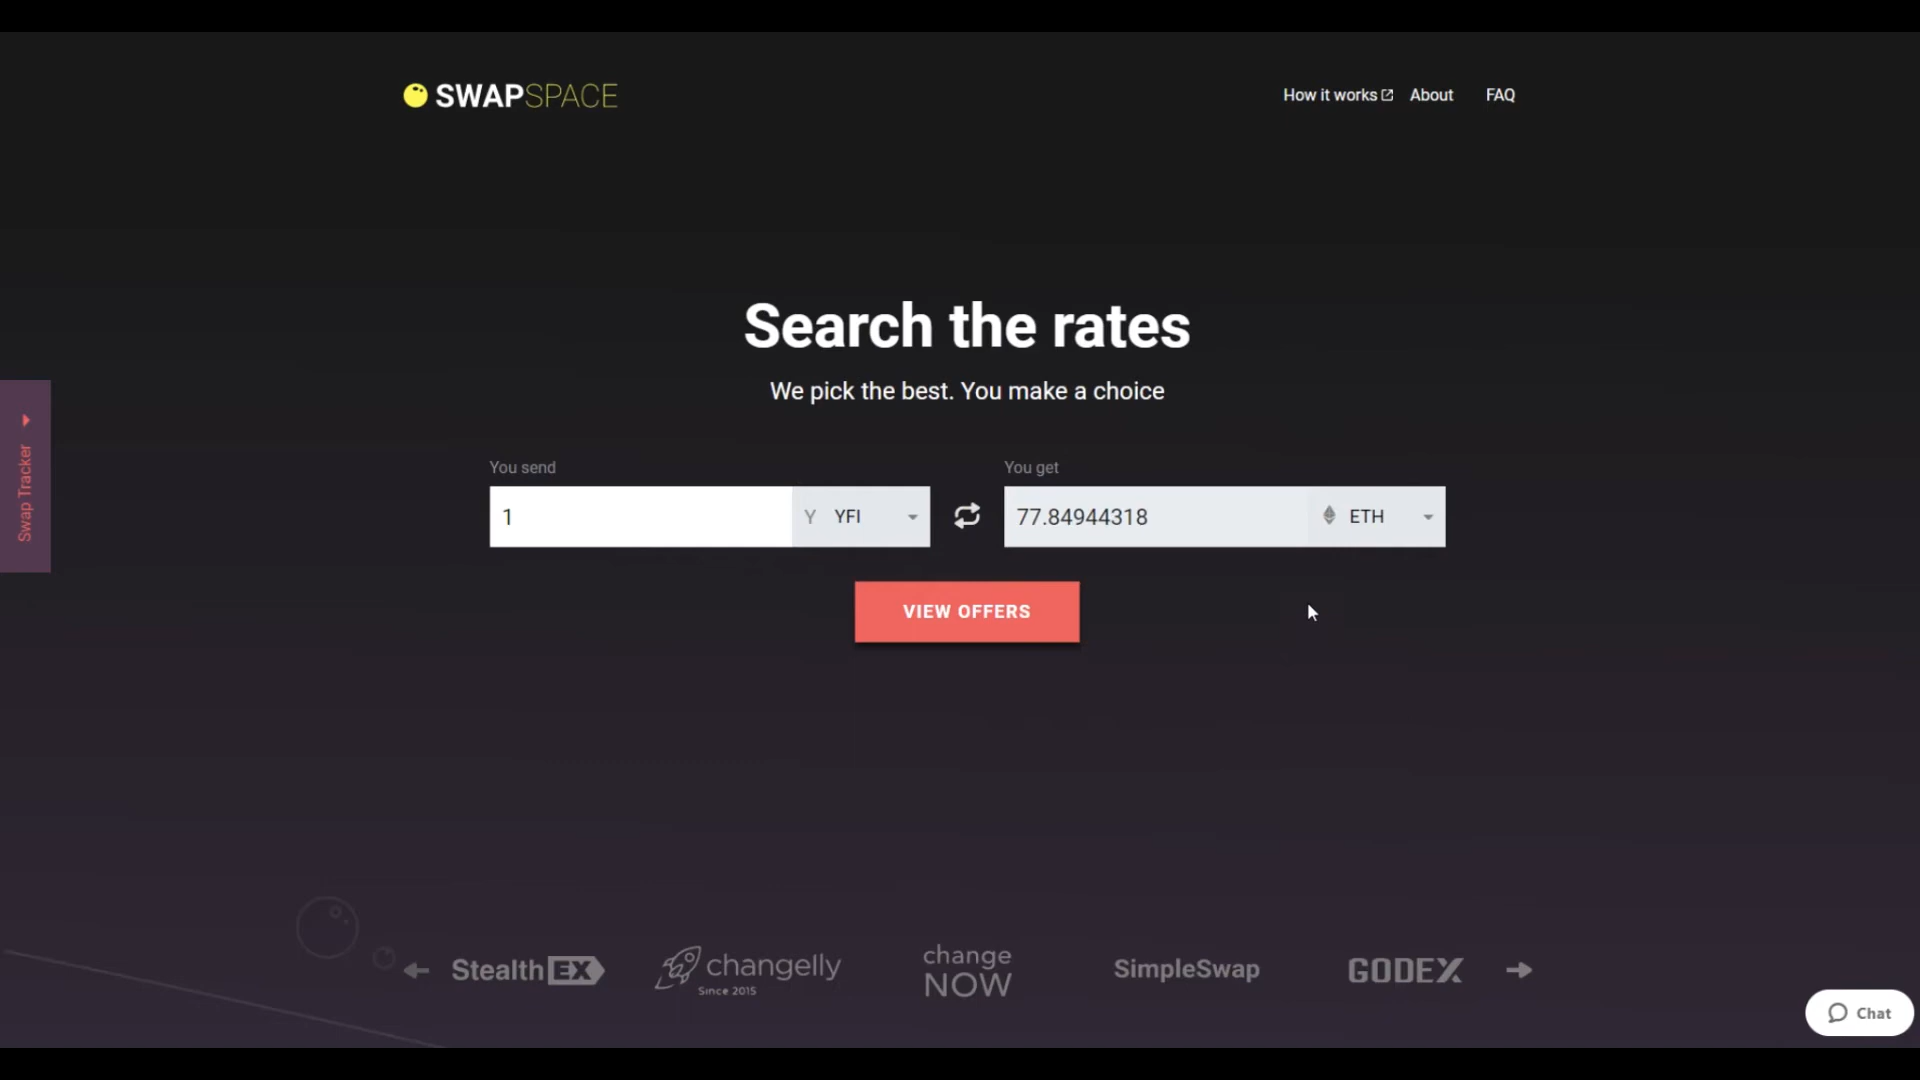 SWAPSPACE
How it works
About
FAQ
Search the rates
We pick the best. You make a choice
You send
You get
1
Y YFI
77.84944318
ETH
VIEW OFFERS
Swap Tracker
StealthEX
changelly
Since 2015
change
NOW
SimpleSwap
GODEX
Chat